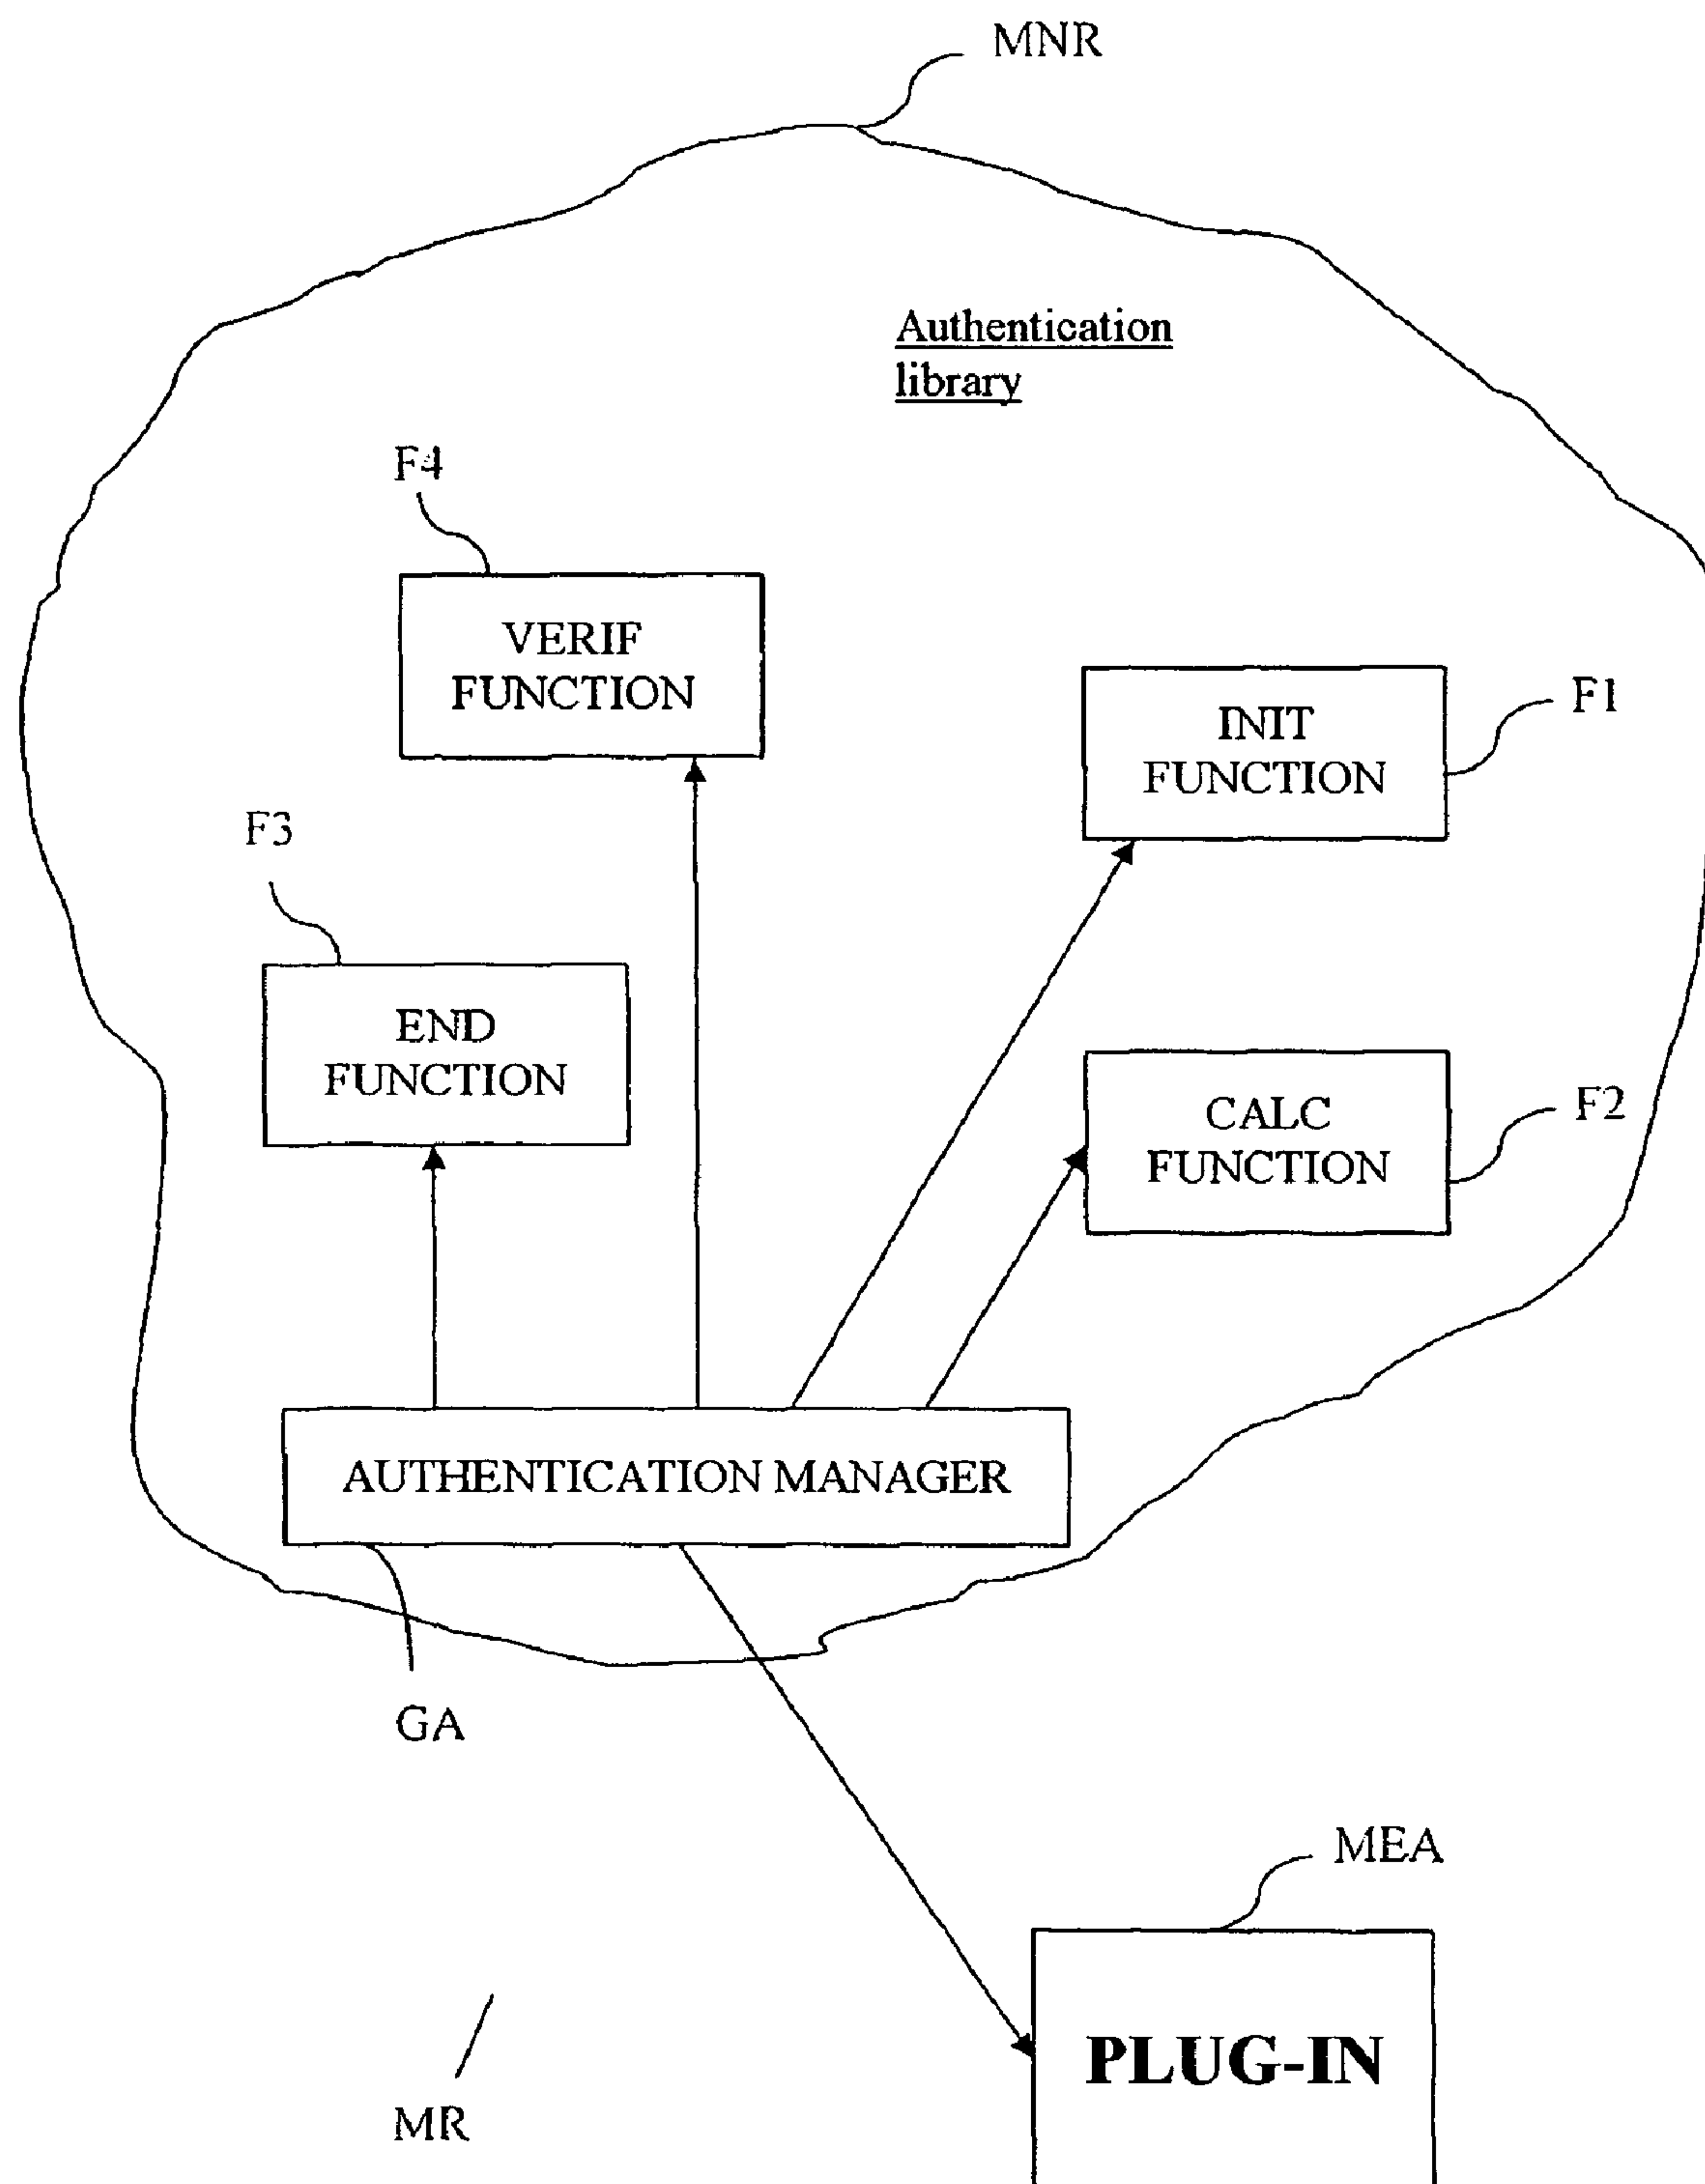 MNR
Authentication
library
F4
VERIF
FUNCTION
INIT
FUNCTION
F1
F3
END
FUNCTION
CALC
FUNCTION
F2
AUTHENTICATION MANAGER
GA
MEA
PLUG-IN
MR